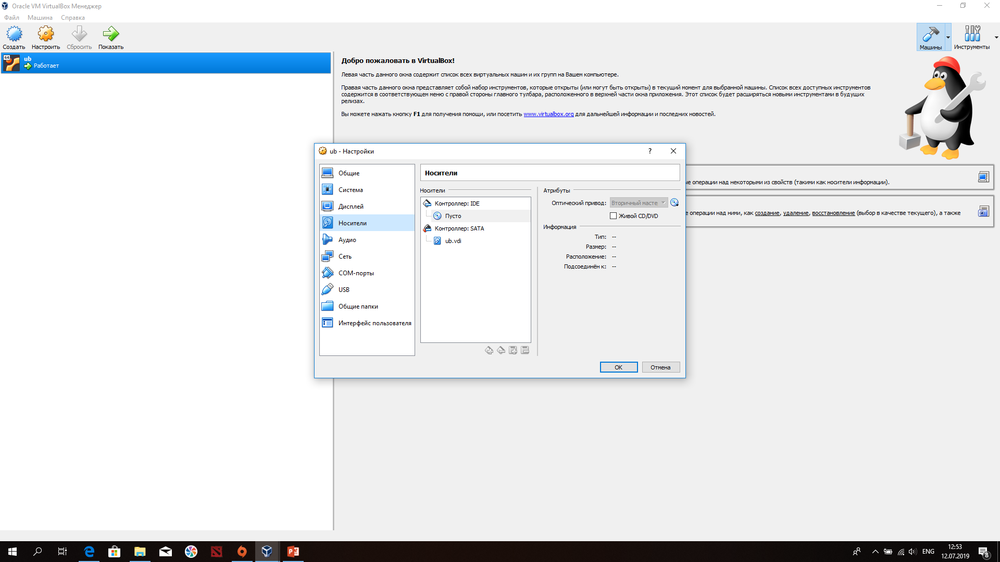 Oracle VM VirtualBox Менеджер
Файл Машина Справка
Создать Настроить Сбросить Показать
Машины Инструменты
64
ub
Работает
Добро пожаловать в VirtualBox!
Левая часть данного окна содержит список всех виртуальных машин и их групп на Вашем компьютере.
Правая часть данного окна представляет собой набор инструментов, которые открыты (или могут быть открыты) в текущий момент для выбранной машины. Список всех доступных инструментов
содержится в соответствующем меню с правой стороны главного тулбара, расположенного в верхней части окна приложения. Этот список будет расширяться новыми инструментами в будущих
релизах.
Вы можете нажать кнопку F1 для получения помощи, или посетить www.virtualbox.org для дальнейшей информации и последних новостей.
ub - Настройки
?
Общие
Система
Дисплей
Носители
Аудио
Сеть
COM-порты
USB
Общие папки
Интерфейс пользователя
Носители
Носители
Контроллер: IDE
Пусто
Контроллер: SATA
ub.vdi
Атрибуты
Оптический привод: Вторичный масте
Живой CD/DVD
Информация
Тип: --
Размер: --
Расположение: --
Подсоединён к: --
OK Отмена
операции над некоторыми из свойств (такими как носители информации).
операции над ними, как создание, удаление, восстановление (выбор в качестве текущего), а также
ENG
12:53
12.07.2019
8